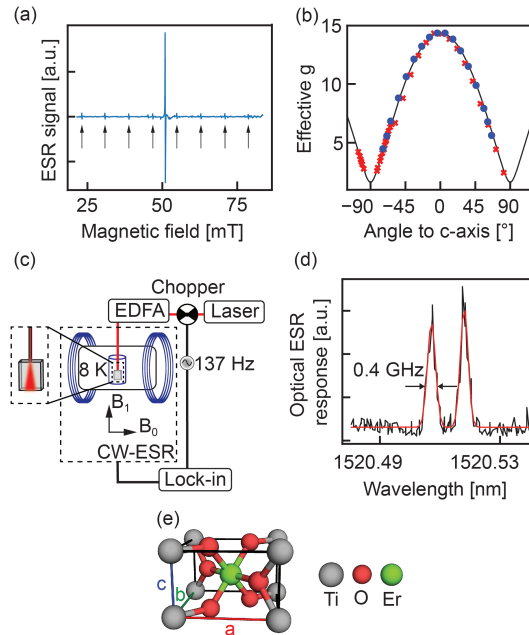 (a)
ESR signal [a.u.]
25 50 75
Magnetic field [mT]
(b)
Effective g
15
10
5
−90 −45 0 45 90
Angle to c-axis [°]
(c)
Chopper
EDFA
Laser
8 K
137 Hz
B1
B0
CW-ESR
Lock-in
(d)
Optical ESR
response [a.u.]
0.4 GHz
1520.49 1520.53
Wavelength [nm]
(e)
c
b
a
Ti O Er